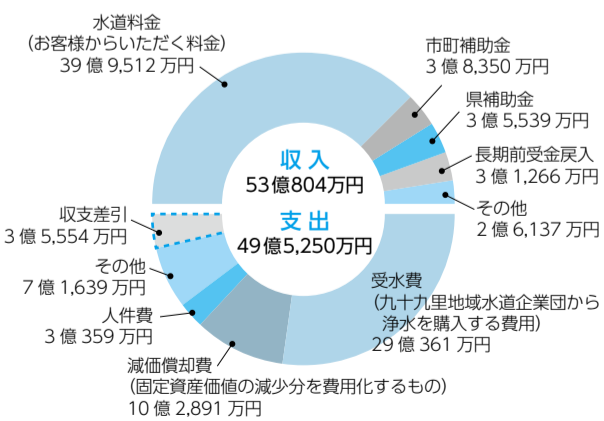 水道料金
(お客様からいただく料金)
39 億 9,512 万円
市町補助金
3 億 8,350 万円
県補助金
3 億 5,539 万円
長期前受金戻入
3 億 1,266 万円
その他
2 億 6,137 万円
収 入
53億804万円
支 出
49億5,250万円
収支差引
3 億 5,554 万円
その他
7 億 1,639 万円
人件費
3 億 359 万円
減価償却費
(固定資産価値の減少分を費用化するもの)
10 億 2,891 万円
受水費
(九十九里地域水道企業団から
浄水を購入する費用)
29 億 361 万円